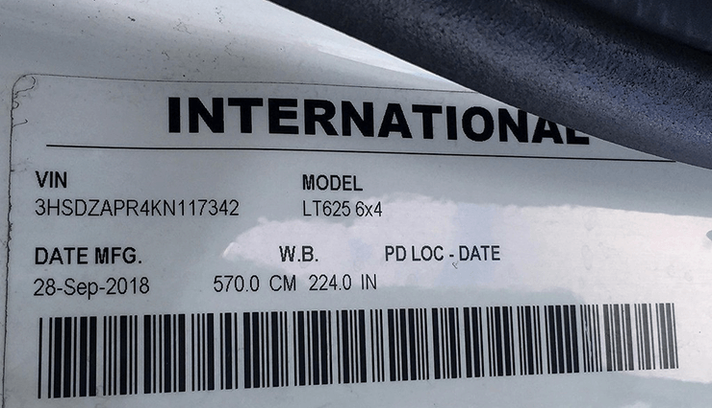 INTERNATIONAL
VIN MODEL
3HSDZAPR4KN117342 LT625 6x4
DATE MFG. W.B. PD LOC - DATE
28-Sep-2018 570.0 CM 224.0 IN